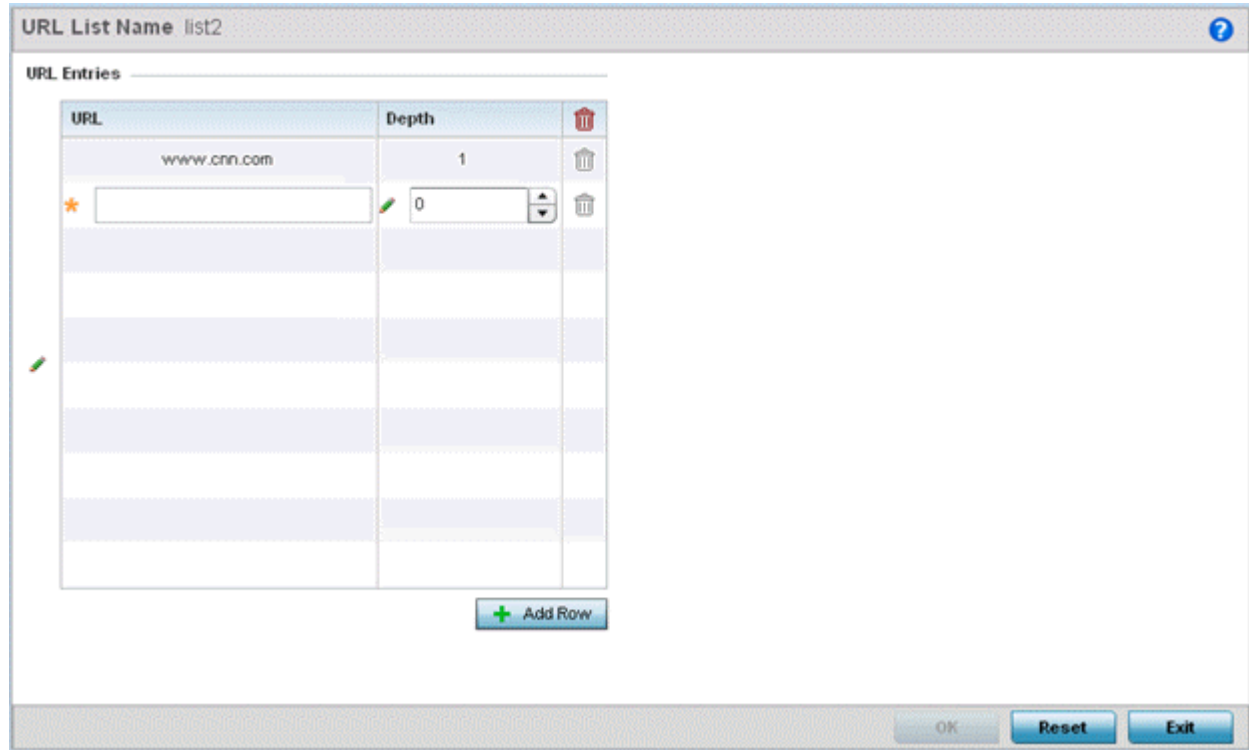 URL List Name list2
?
URL Entries
URL Depth
www.cnn.com 1
* 0
Add Row
OK Reset Exit